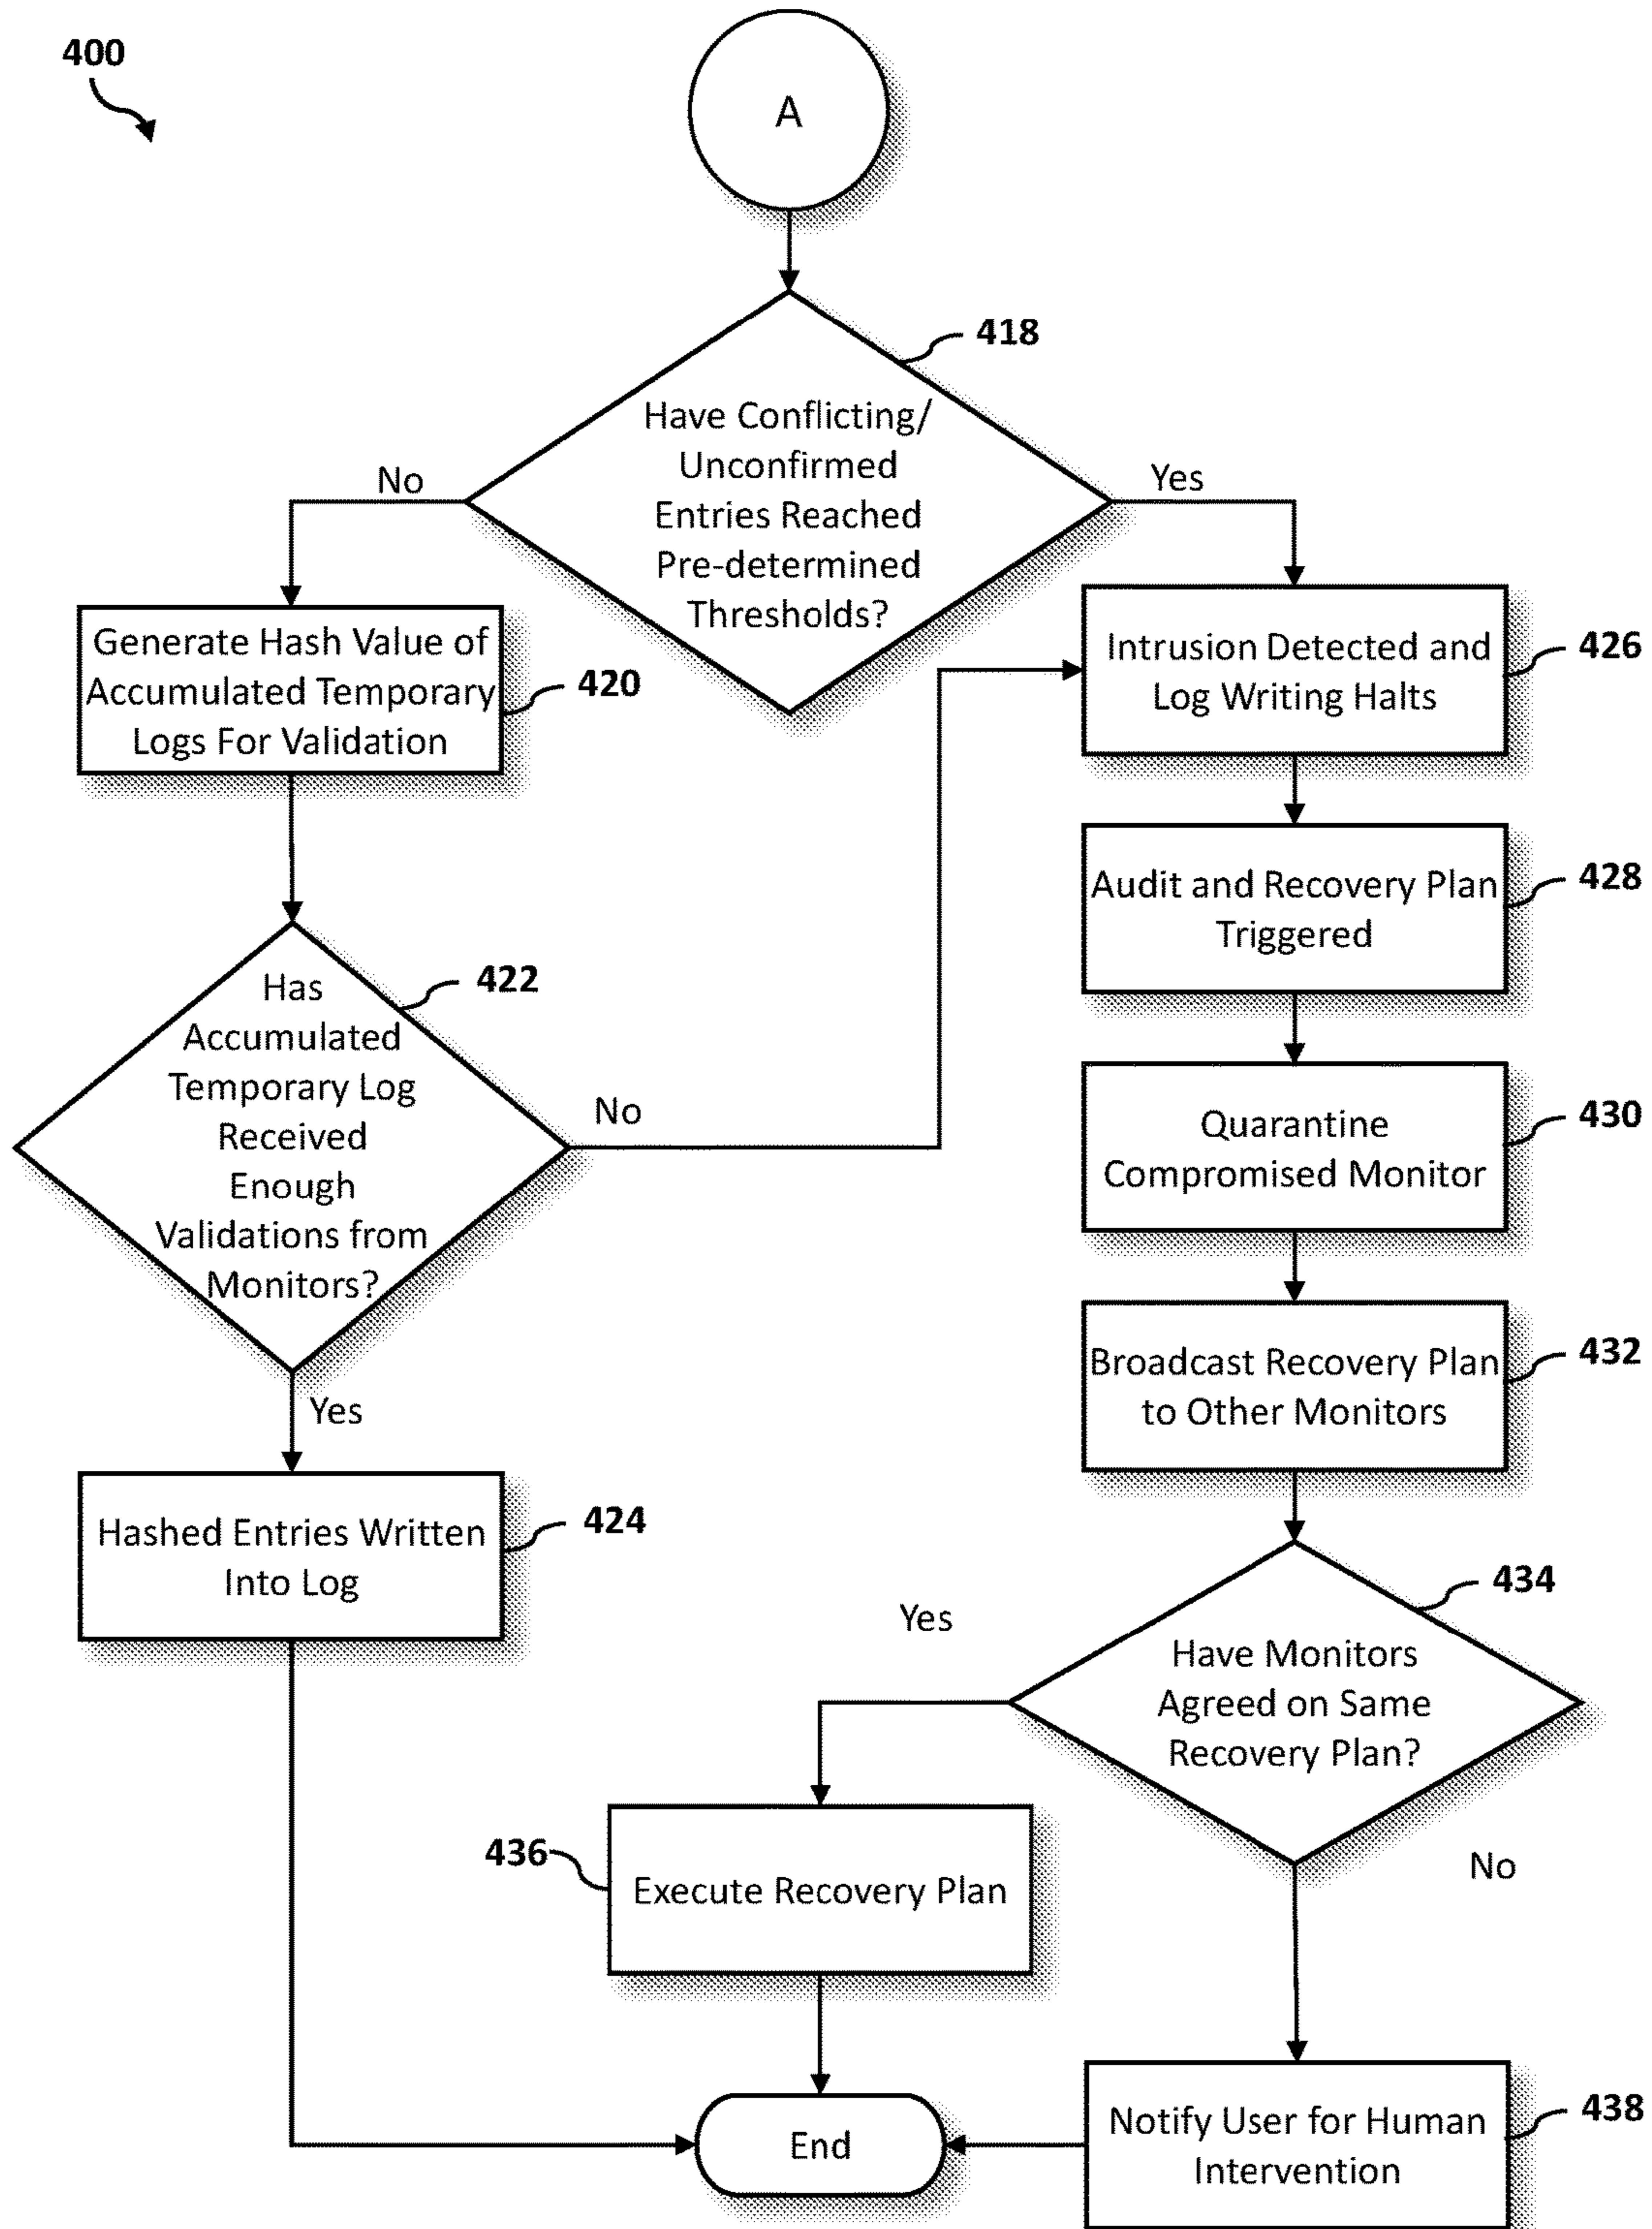 400
A
418
Have Conflicting/
Unconfirmed
Entries Reached
Pre-determined
Thresholds?
No
Yes
Generate Hash Value of
Accumulated Temporary
Logs For Validation
420
Intrusion Detected and
Log Writing Halts
426
Audit and Recovery Plan
Triggered
428
Has
Accumulated
Temporary Log
Received
Enough
Validations from
Monitors?
422
No
Yes
Quarantine
Compromised Monitor
430
Broadcast Recovery Plan
to Other Monitors
432
Hashed Entries Written
Into Log
424
434
Have Monitors
Agreed on Same
Recovery Plan?
Yes
No
436
Execute Recovery Plan
End
Notify User for Human
Intervention
438